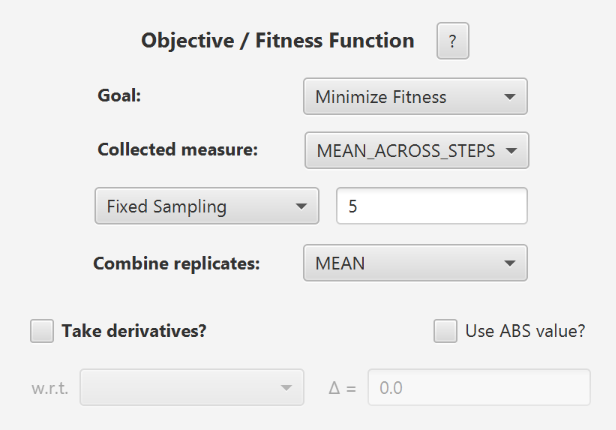 Objective / Fitness Function ?
Goal: Minimize Fitness
Collected measure: MEAN_ACROSS_STEPS
Fixed Sampling 5
Combine replicates: MEAN
Take derivatives? Use ABS value?
w.r.t. Δ = 0.0